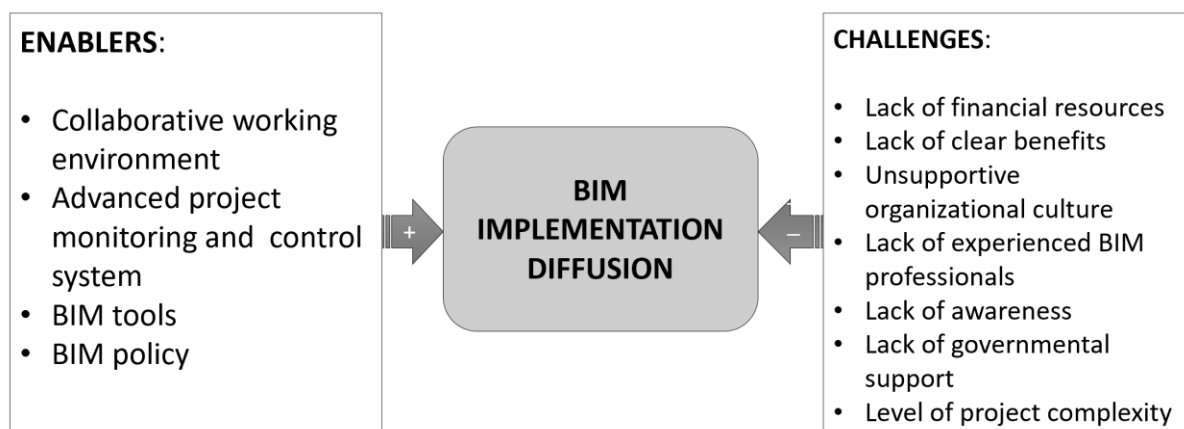 ENABLERS:
• Collaborative working
environment
• Advanced project
monitoring and control
system
• BIM tools
• BIM policy
+
BIM
IMPLEMENTATION
DIFFUSION
–
CHALLENGES:
• Lack of financial resources
• Lack of clear benefits
• Unsupportive
organizational culture
• Lack of experienced BIM
professionals
• Lack of awareness
• Lack of governmental
support
• Level of project complexity